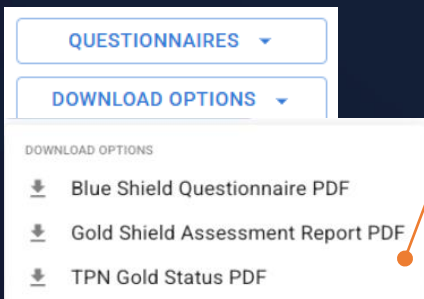 QUESTIONNAIRES
DOWNLOAD OPTIONS
DOWNLOAD OPTIONS
Blue Shield Questionnaire PDF
Gold Shield Assessment Report PDF
TPN Gold Status PDF